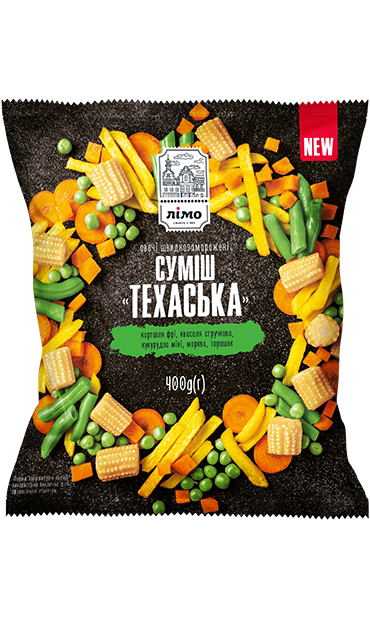 NEW
лімо
овочі швидкозаморожені
СУМІШ
«ТЕХАСЬКА»
картопля фрі, квасоля стручкова,
кукурудза міні, морква, горошок
400g(г)